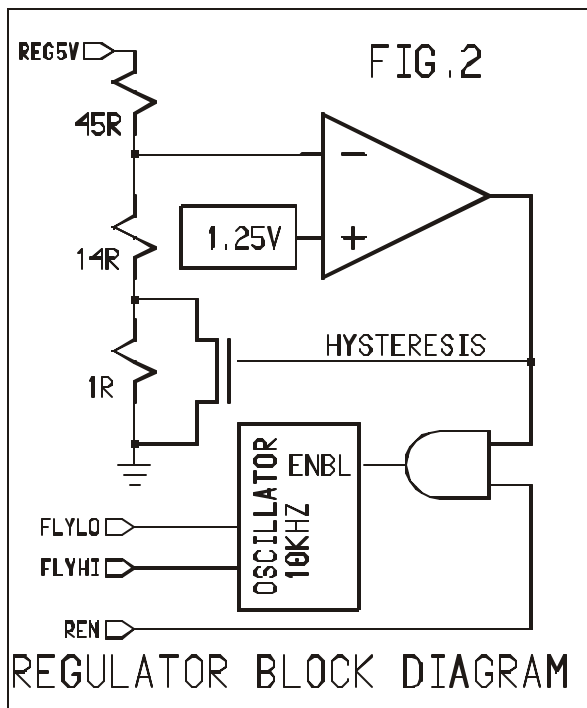 REG5V
FIG.2
45R
−
1.25V
+
14R
HYSTERESIS
1R
ENBL
OSCILLATOR
10KHZ
FLYLO
FLYHI
REN
REGULATOR BLOCK DIAGRAM